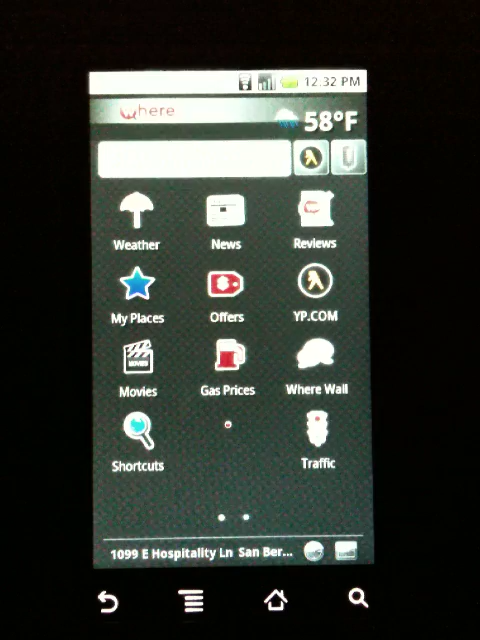 12.32 PM
where
58°F
Weather News Reviews
My Places Offers YP.COM
MOVIES
Movies Gas Prices Where Wall
Shortcuts Traffic
1099 E Hospitality Ln San Ber...